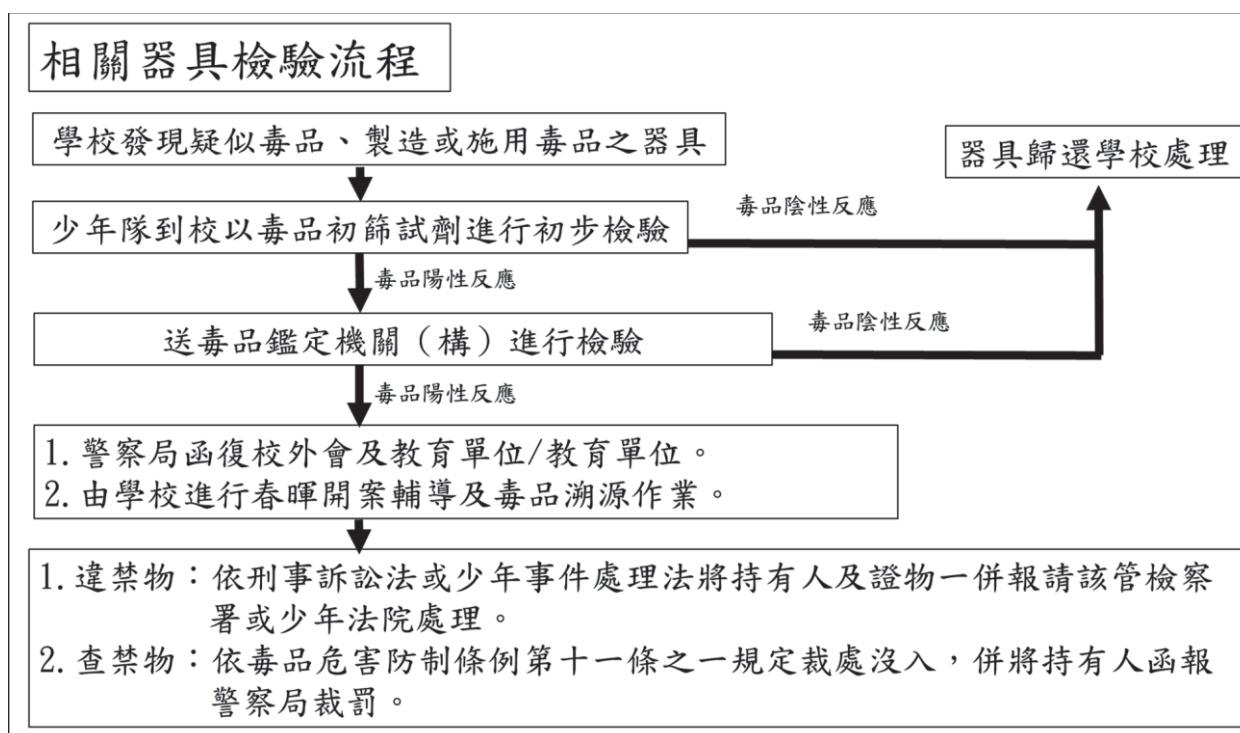 相關器具檢驗流程
學校發現疑似毒品、製造或施用毒品之器具
器具歸還學校處理
少年隊到校以毒品初篩試劑進行初步檢驗
毒品陰性反應
毒品陽性反應
送毒品鑑定機關（構）進行檢驗
毒品陰性反應
毒品陽性反應
1. 警察局函復校外會及教育單位/教育單位。
2. 由學校進行春暉開案輔導及毒品溯源作業。
1. 違禁物：依刑事訴訟法或少年事件處理法將持有人及證物一併報請該管檢察
署或少年法院處理。
2. 查禁物：依毒品危害防制條例第十一條之一規定裁處沒入，併將持有人函報
警察局裁罰。